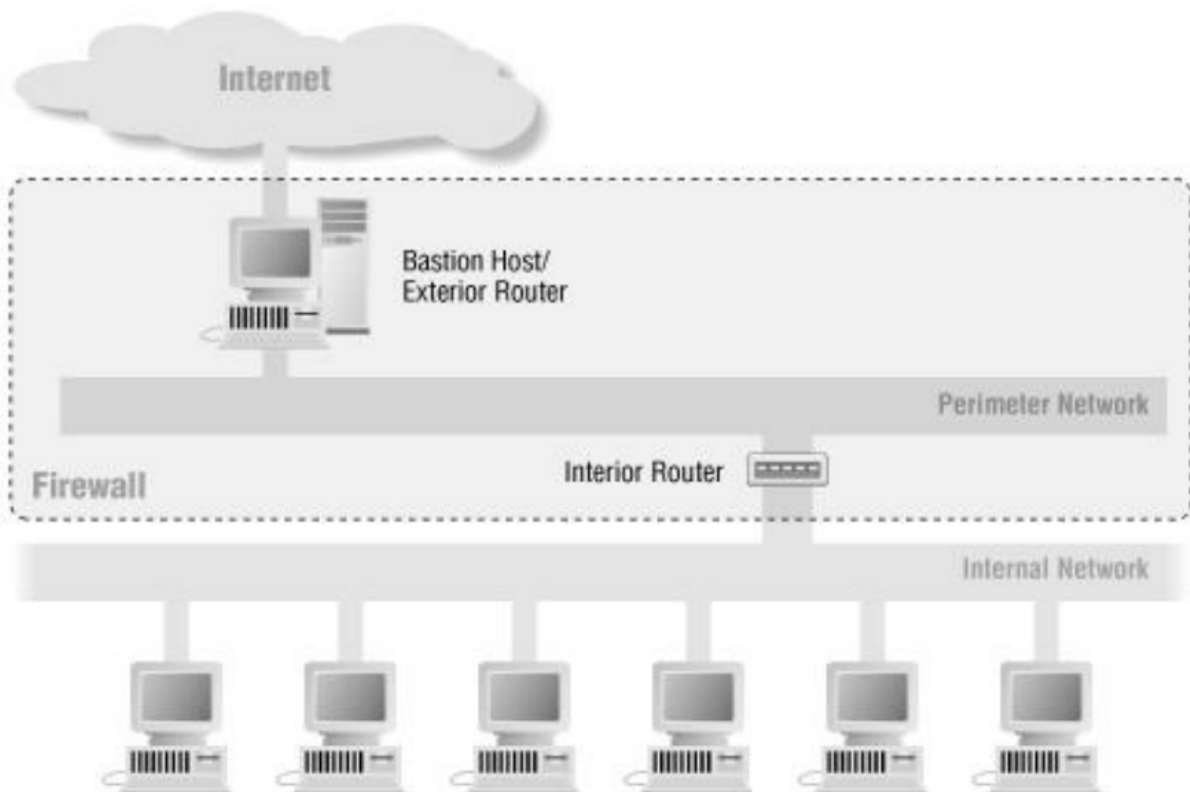 Internet
Bastion Host/
Exterior Router
Perimeter Network
Interior Router
Firewall
Internal Network